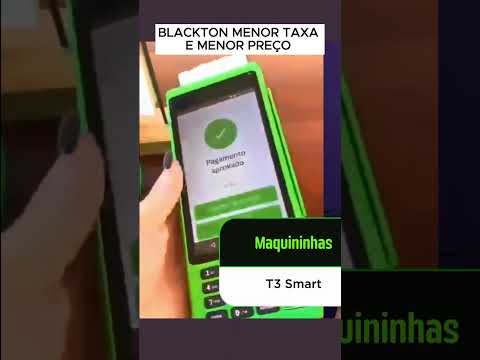 BLACKTON MENOR TAXA
E MENOR PREÇO
Pagamento
aprovado
Maquininhas
T3 Smart
quininhas